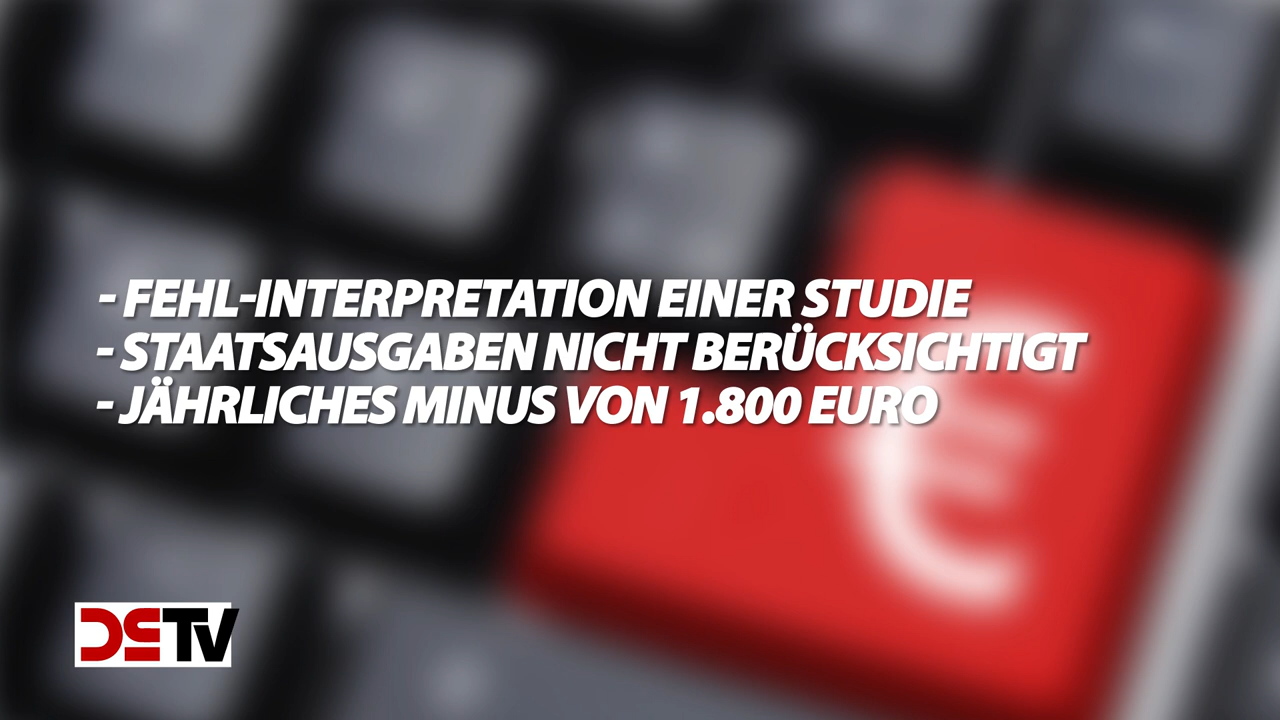 - FEHL-INTERPRETATION EINER STUDIE
- STAATSAUSGABEN NICHT BERÜCKSICHTIGT
- JÄHRLICHES MINUS VON 1.800 EURO
€
DSTV